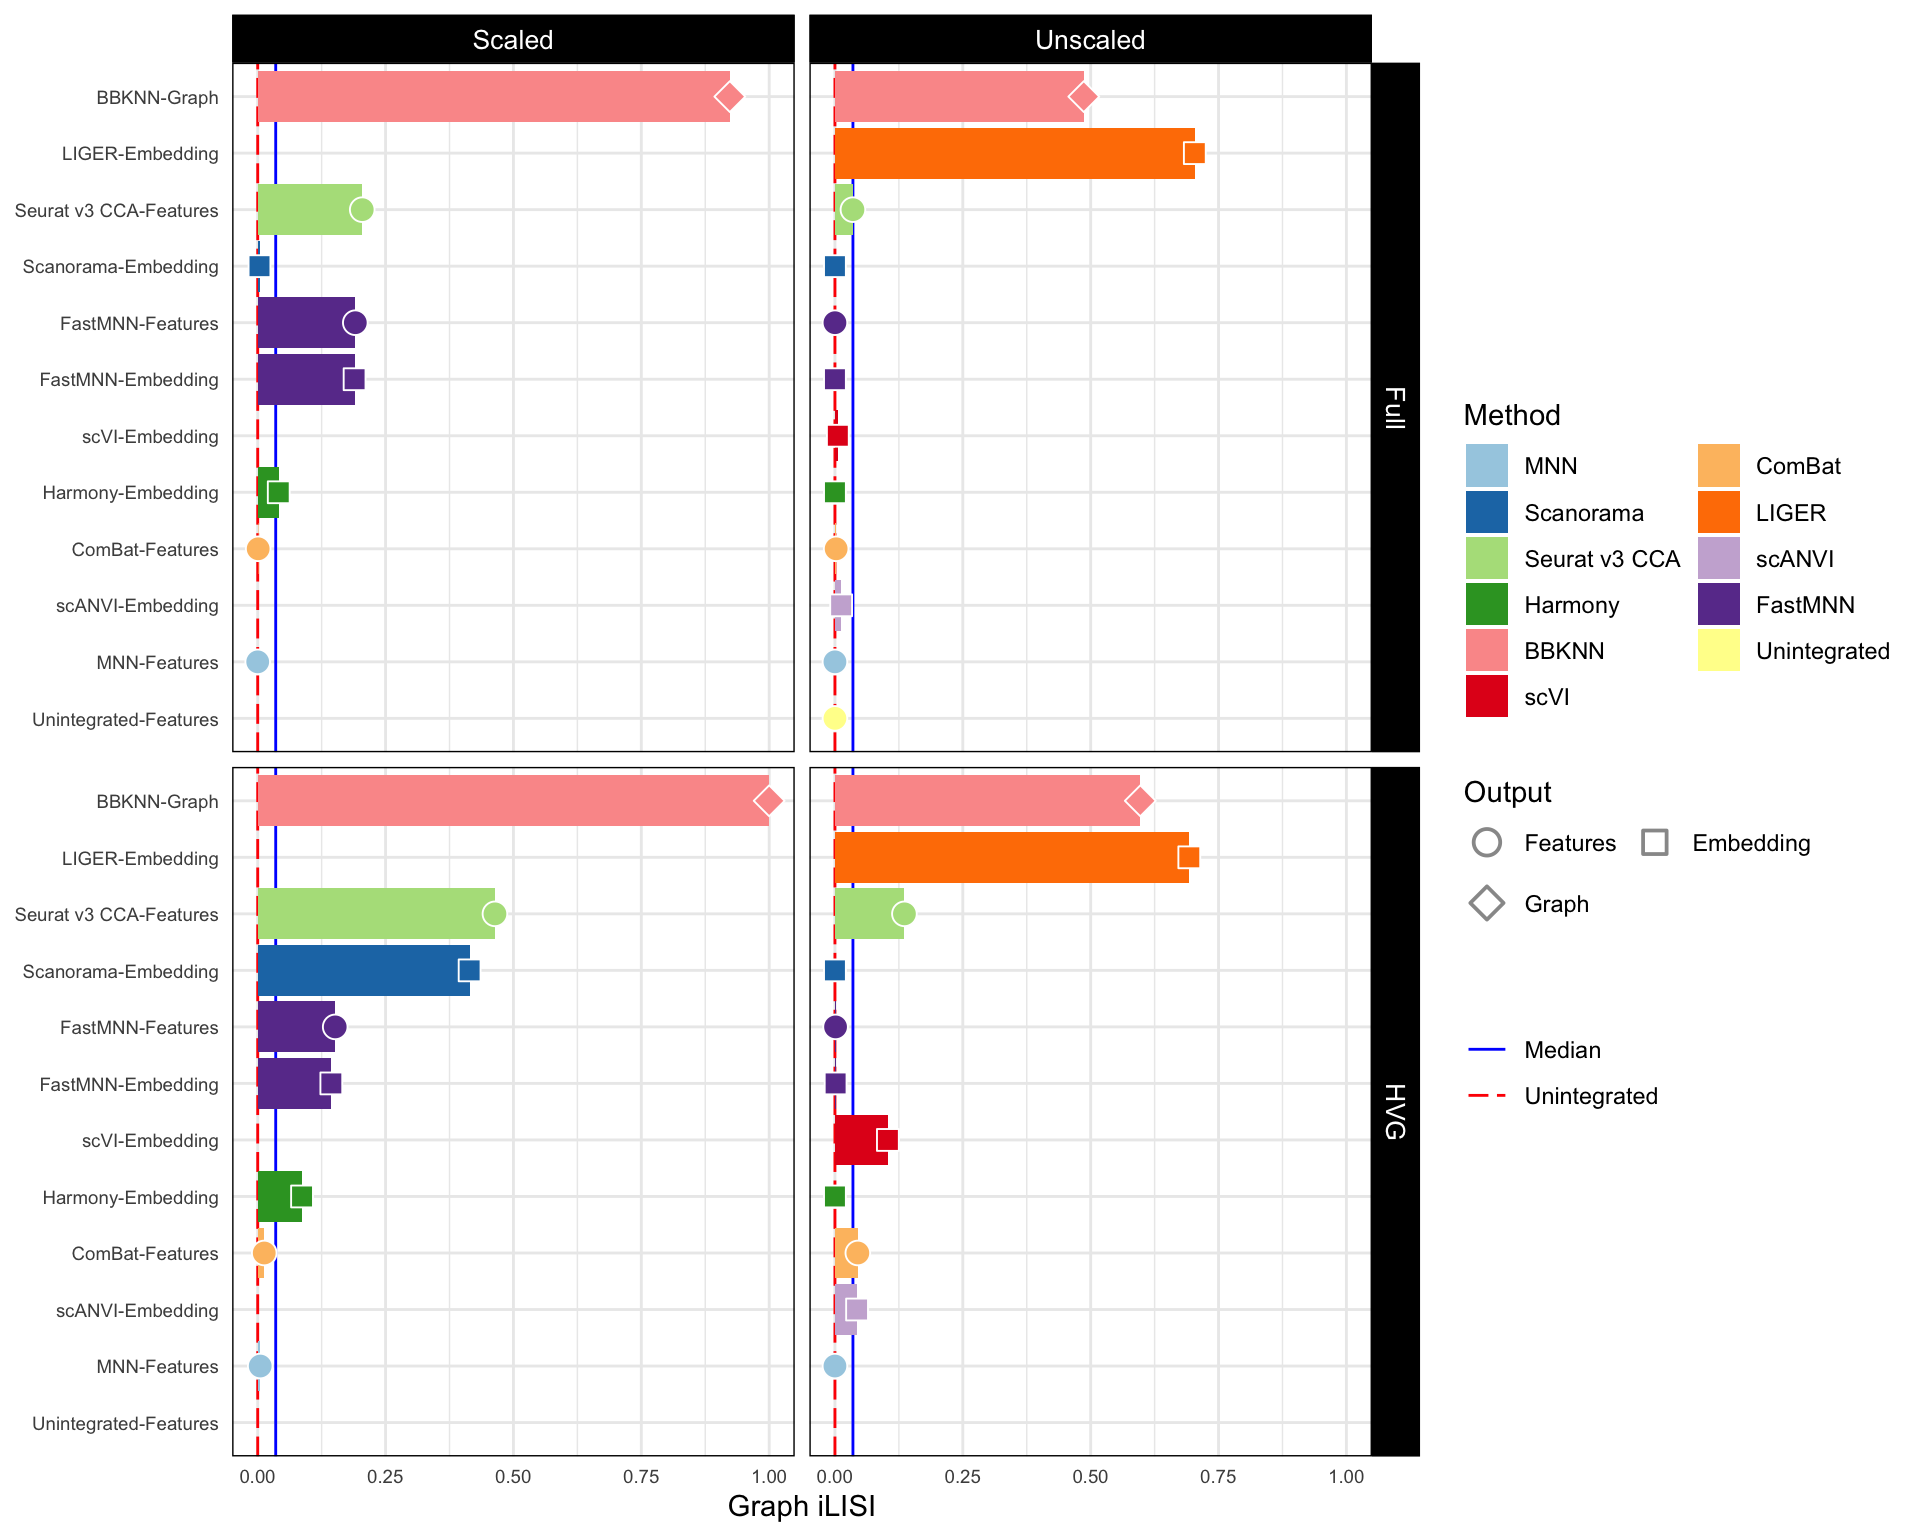 Scaled
Unscaled
BBKNN-Graph
LIGER-Embedding
Seurat v3 CCA-Features
Scanorama-Embedding
FastMNN-Features
FastMNN-Embedding
scVI-Embedding
Harmony-Embedding
ComBat-Features
scANVI-Embedding
MNN-Features
Unintegrated-Features
Full
BBKNN-Graph
LIGER-Embedding
Seurat v3 CCA-Features
Scanorama-Embedding
FastMNN-Features
FastMNN-Embedding
scVI-Embedding
Harmony-Embedding
ComBat-Features
scANVI-Embedding
MNN-Features
Unintegrated-Features
HVG
0.00 0.25 0.50 0.75 1.00
0.00 0.25 0.50 0.75 1.00
Graph iLISI
Method
MNN
Scanorama
Seurat v3 CCA
Harmony
BBKNN
scVI
ComBat
LIGER
scANVI
FastMNN
Unintegrated
Output
Features
Embedding
Graph
Median
Unintegrated